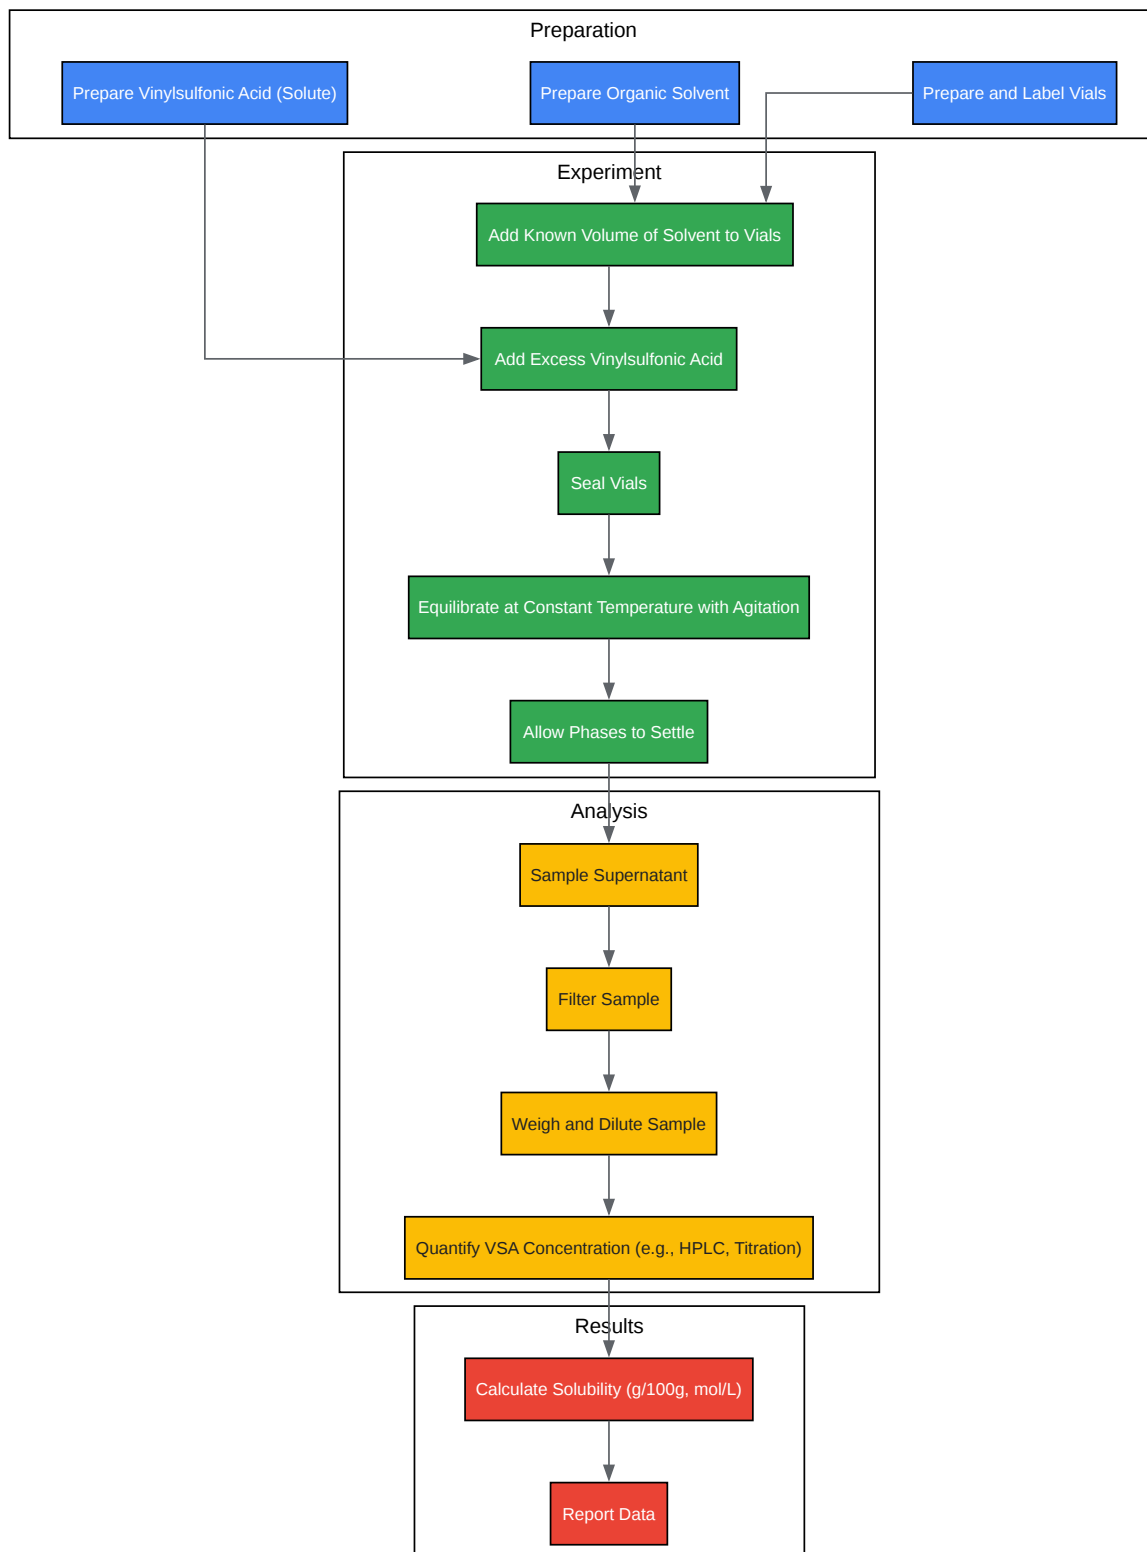 Preparation
Prepare Vinylsulfonic Acid (Solute)
Prepare Organic Solvent
Prepare and Label Vials
Experiment
Add Known Volume of Solvent to Vials
Add Excess Vinylsulfonic Acid
Seal Vials
Equilibrate at Constant Temperature with Agitation
Allow Phases to Settle
Analysis
Sample Supernatant
Filter Sample
Weigh and Dilute Sample
Quantify VSA Concentration (e.g., HPLC, Titration)
Results
Calculate Solubility (g/100g, mol/L)
Report Data